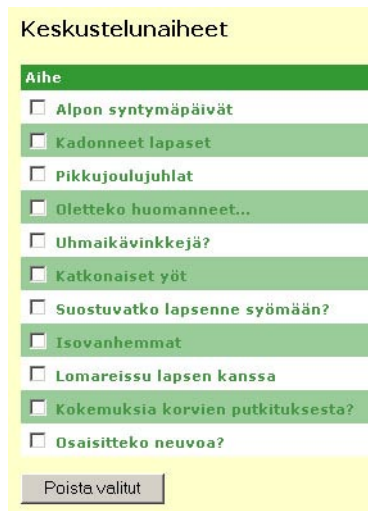 Keskustelunaiheet
Aihe
Alpon syntymäpäivät
Kadonneet lapaset
Pikkujoulujuhlat
Oletteko huomanneet...
Uhmaikävinkkejä?
Katkonaiset yöt
Suostuvatko lapsenne syömään?
Isovanhemmat
Lomareissu lapsen kanssa
Kokemuksia korvien putkituksesta?
Osaisitteko neuvoa?
Poista valitut